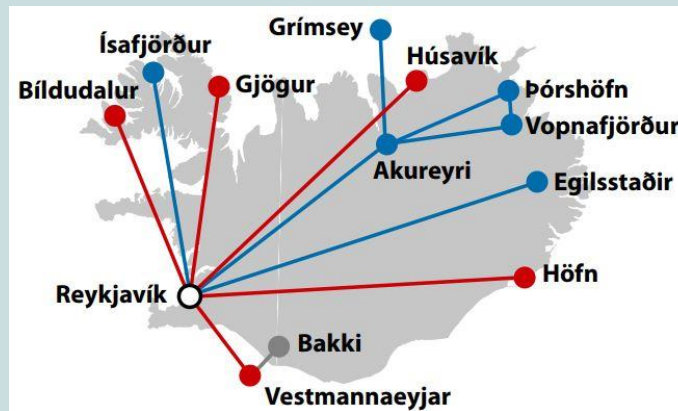 Grímsey
Ísafjörður
Húsavík
Bíldudalur
Gjögur
Þórshöfn
Vopnafjörður
Akureyri
Egilsstaðir
Höfn
Reykjavík
Bakki
Vestmannaeyjar